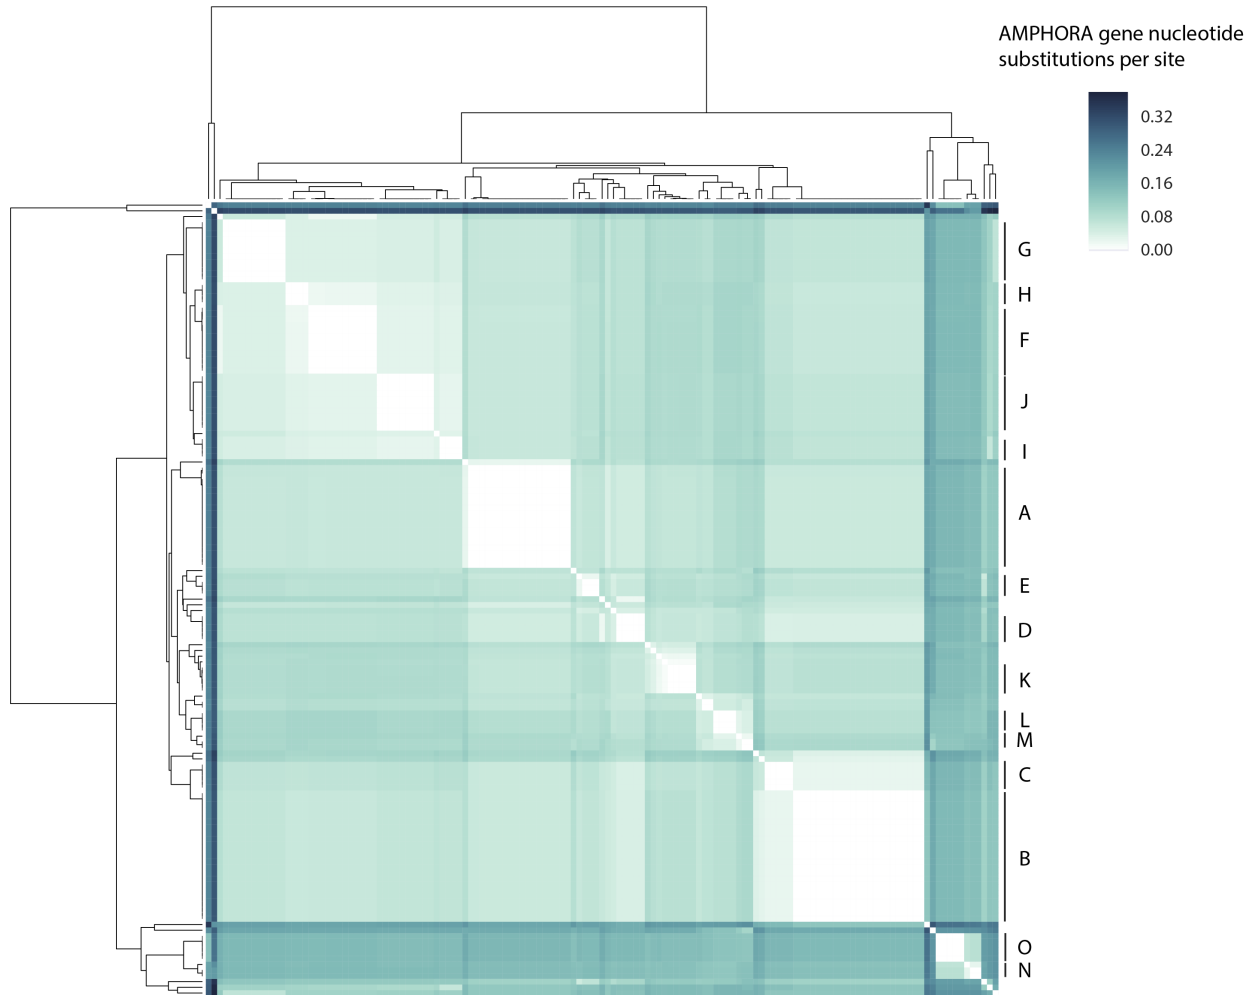 AMPHORA gene nucleotide
substitutions per site
0.32
0.24
0.16
0.08
0.00
G
H
F
J
I
A
E
D
K
L
M
C
B
O
N